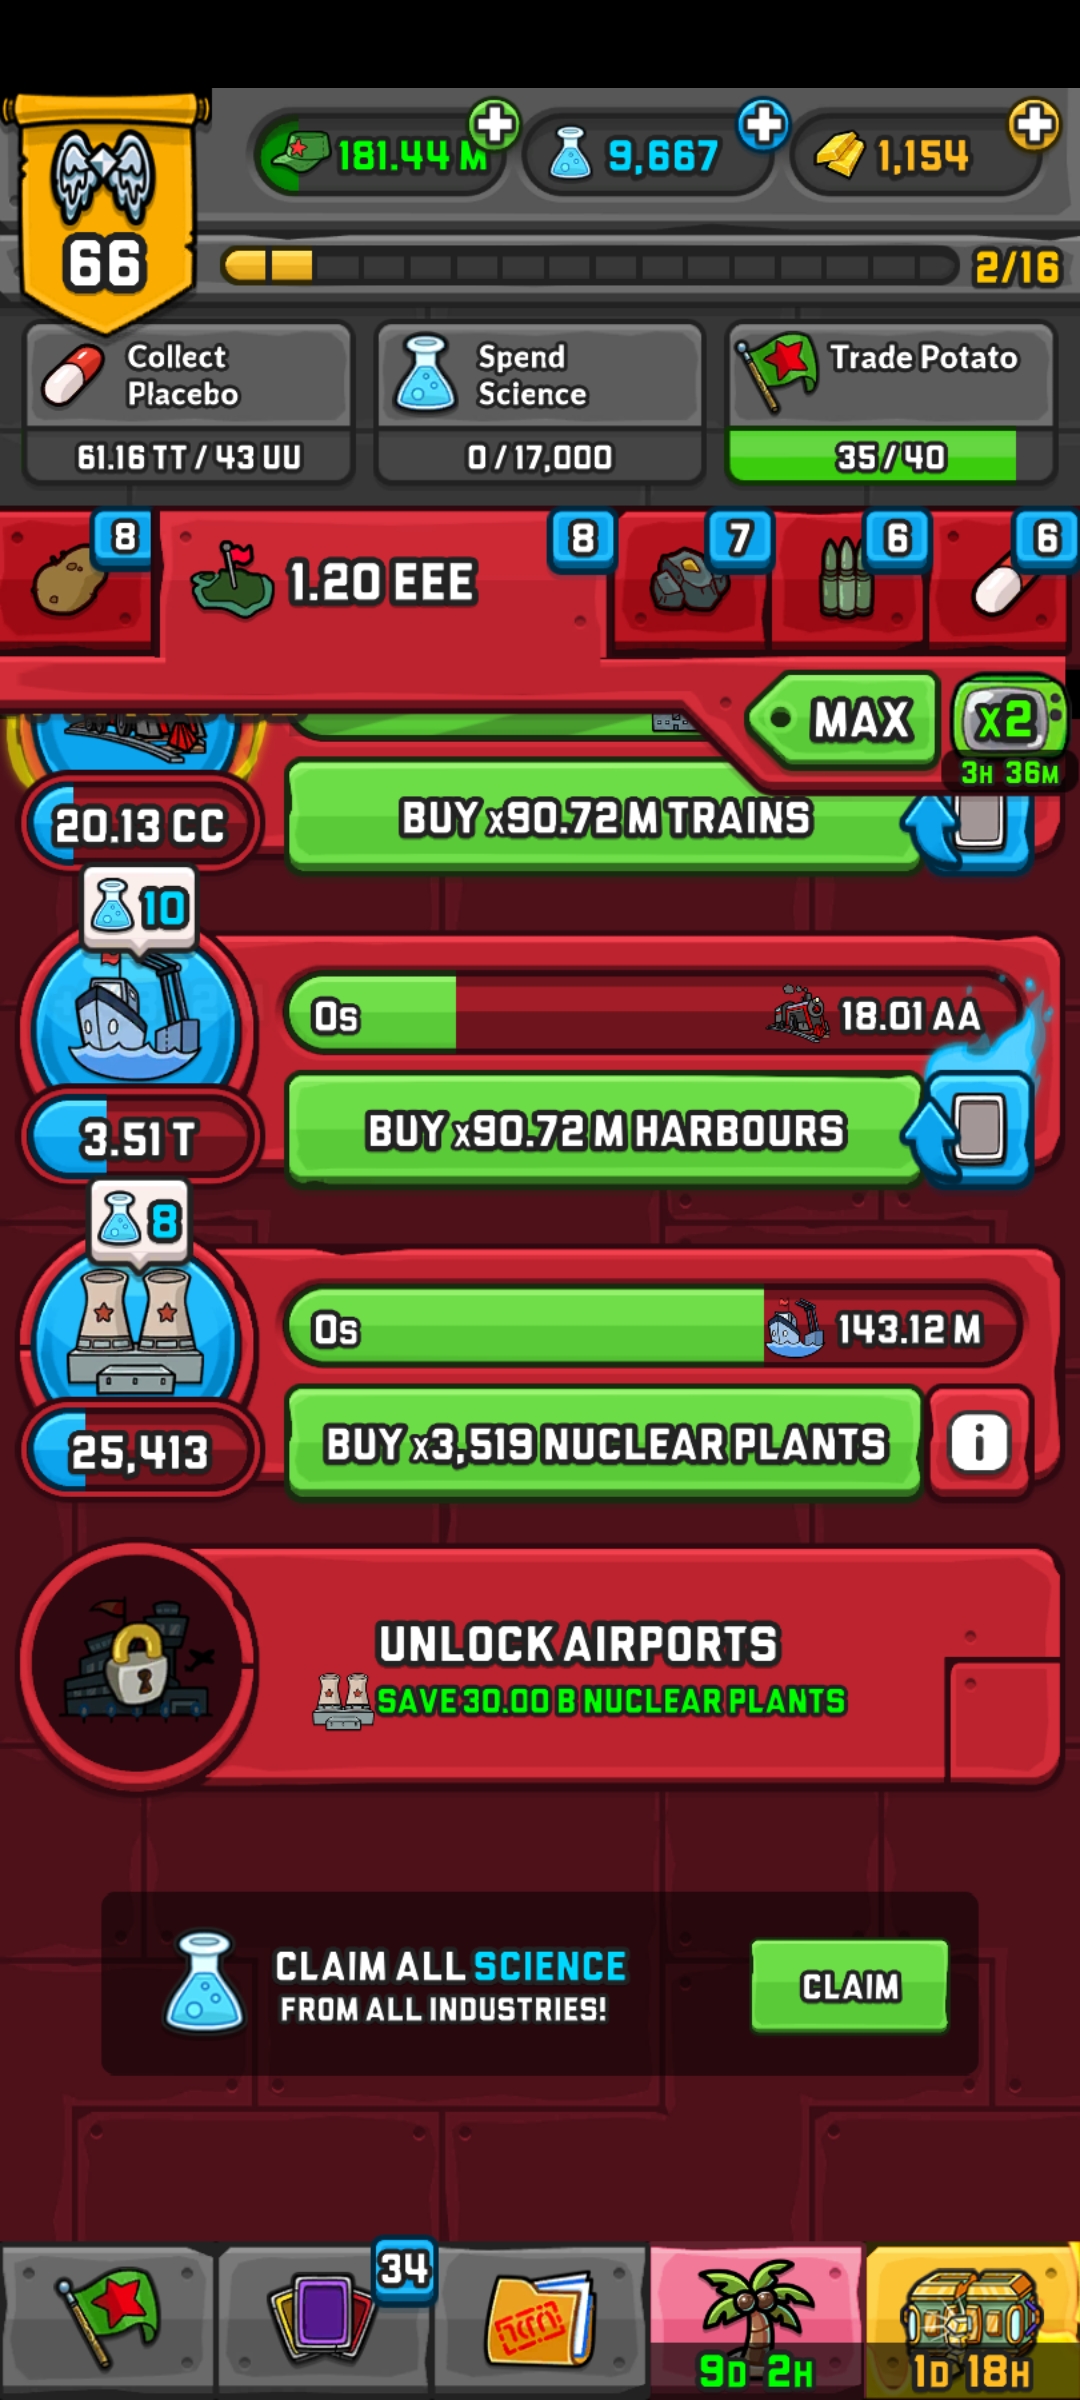 181.44 M
9,667
1,154
66
2/16
Collect
Placebo
61.16 TT / 43 UU
Spend
Science
0 / 17,000
Trade Potato
35 / 40
8
1.20 EEE
8
7
6
6
MAX
x2
3H 36M
20.13 CC
BUY x90.72 M TRAINS
10
0s
18.01 AA
3.51 T
BUY x90.72 M HARBOURS
8
0s
143.12 M
25,413
BUY x3,519 NUCLEAR PLANTS
i
UNLOCK AIRPORTS
SAVE 30.00 B NUCLEAR PLANTS
CLAIM ALL SCIENCE
FROM ALL INDUSTRIES!
CLAIM
34
9D 2H
1D 18H